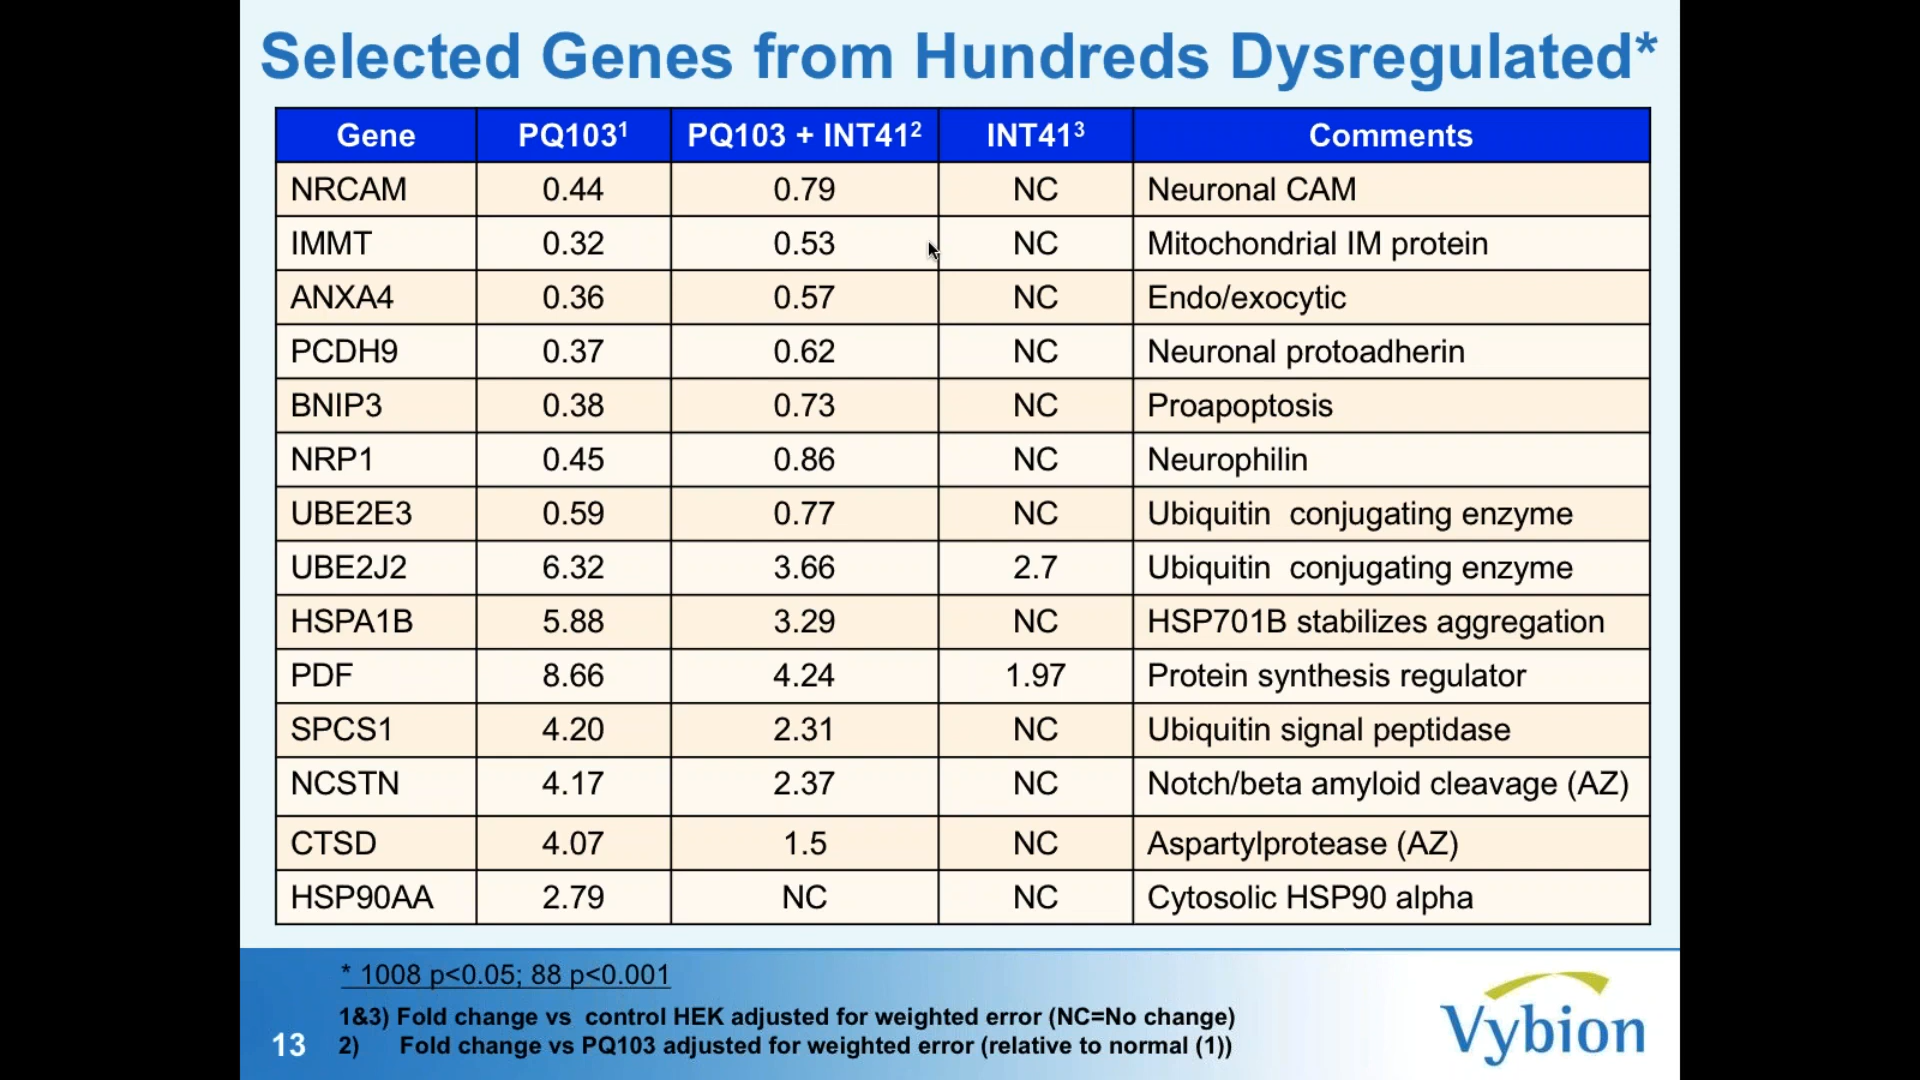 Selected Genes from Hundreds Dysregulated*
Gene PQ103¹ PQ103 + INT41² INT41³ Comments
NRCAM 0.44 0.79 NC Neuronal CAM
IMMT 0.32 0.53 NC Mitochondrial IM protein
ANXA4 0.36 0.57 NC Endo/exocytic
PCDH9 0.37 0.62 NC Neuronal protoadherin
BNIP3 0.38 0.73 NC Proapoptosis
NRP1 0.45 0.86 NC Neurophilin
UBE2E3 0.59 0.77 NC Ubiquitin conjugating enzyme
UBE2J2 6.32 3.66 2.7 Ubiquitin conjugating enzyme
HSPA1B 5.88 3.29 NC HSP701B stabilizes aggregation
PDF 8.66 4.24 1.97 Protein synthesis regulator
SPCS1 4.20 2.31 NC Ubiquitin signal peptidase
NCSTN 4.17 2.37 NC Notch/beta amyloid cleavage (AZ)
CTSD 4.07 1.5 NC Aspartylprotease (AZ)
HSP90AA 2.79 NC NC Cytosolic HSP90 alpha
* 1008 p<0.05; 88 p<0.001
1&3) Fold change vs control HEK adjusted for weighted error (NC=No change)
2) Fold change vs PQ103 adjusted for weighted error (relative to normal (1))
13
Vybion